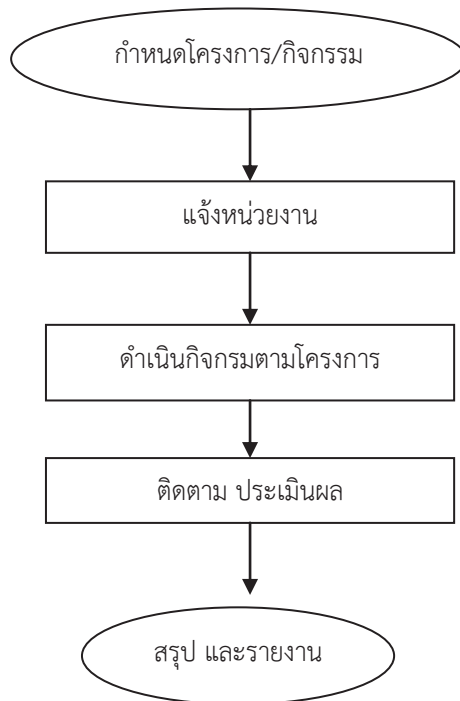 กำหนดโครงการ/กิจกรรม
แจ้งหน่วยงาน
ดำเนินกิจกรมตามโครงการ
ติดตาม ประเมินผล
สรุป และรายงาน